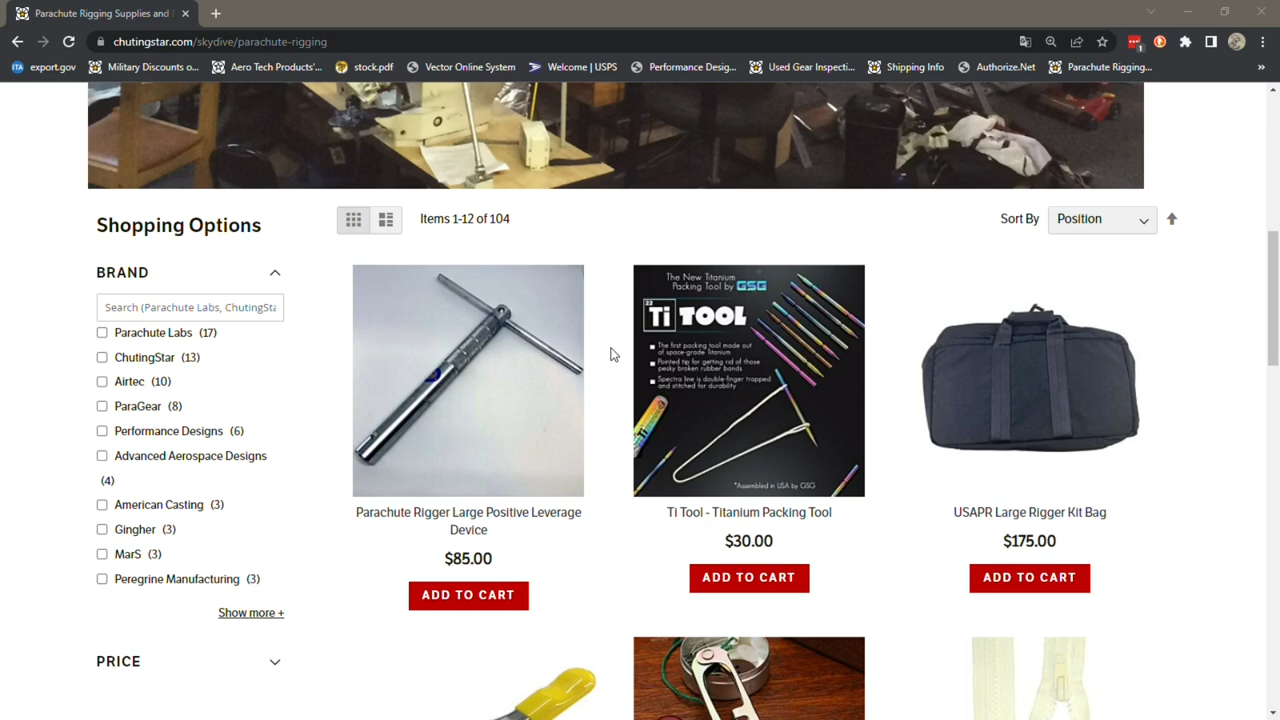 Parachute Rigging Supplies and
chutingstar.com/skydive/parachute-rigging
1
export.gov
Military Discounts o...
Aero Tech Products'...
stock.pdf
Vector Online System
Welcome | USPS
Performance Desig...
Used Gear Inspecti...
Shipping Info
Authorize.Net
Parachute Rigging...
»
Shopping Options
Items 1-12 of 104
Sort By
Position
BRAND
Search (Parachute Labs, ChutingSta
Parachute Labs (17)
ChutingStar (13)
Airtec (10)
ParaGear (8)
Performance Designs (6)
Advanced Aerospace Designs
(4)
American Casting (3)
Gingher (3)
MarS (3)
Peregrine Manufacturing (3)
Show more +
PRICE
The New Titanium
Packing Tool by GSG
22
Ti TOOL
The first packing tool made out
of space-grade Titanium
Pointed tip for getting rid of those
pesky broken rubber bands
Spectra line is double-finger trapped
and stitched for durability
*Assembled in USA by GSG
Parachute Rigger Large Positive Leverage
Device
$85.00
ADD TO CART
Ti Tool - Titanium Packing Tool
$30.00
ADD TO CART
USAPR Large Rigger Kit Bag
$175.00
ADD TO CART